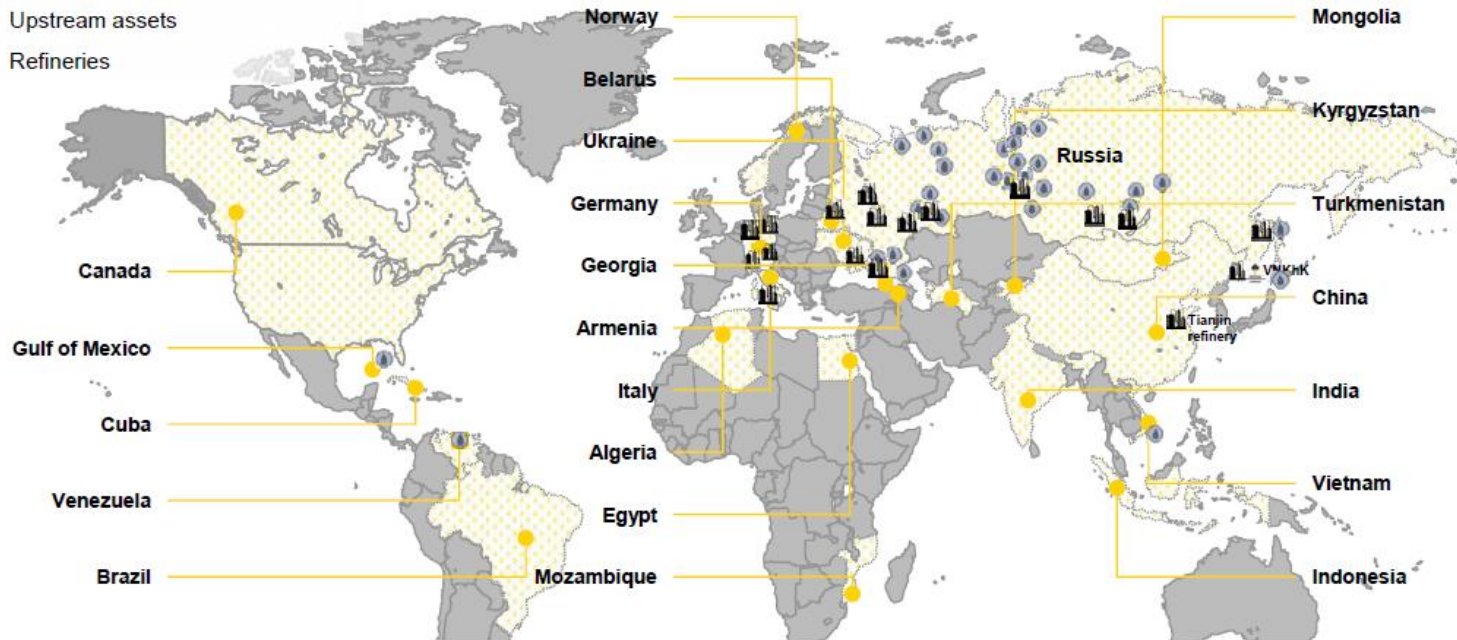 Upstream assets
Refineries
Norway
Mongolia
Belarus
Kyrgyzstan
Ukraine
Russia
Germany
Turkmenistan
Canada
Georgia
VNKhK
China
Tianjin
refinery
Armenia
Gulf of Mexico
Italy
India
Cuba
Algeria
Venezuela
Vietnam
Egypt
Brazil
Mozambique
Indonesia